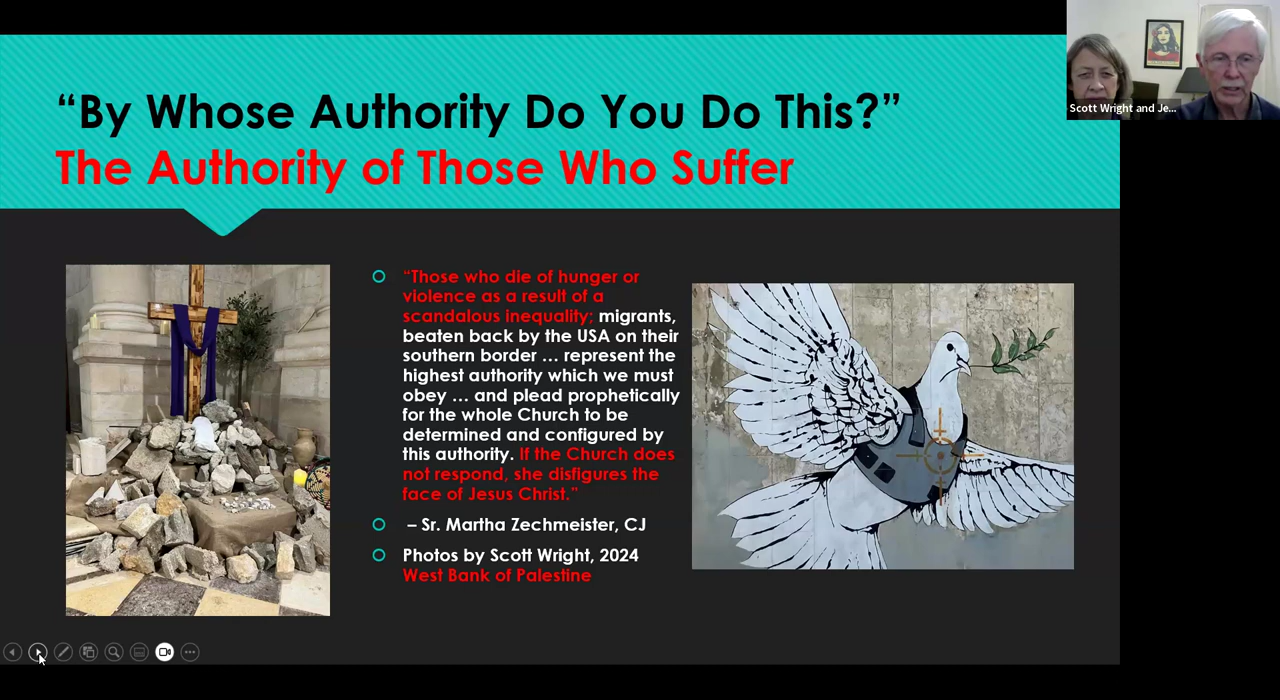 “By Whose Authority Do You Do This?”
The Authority of Those Who Suffer
“Those who die of hunger or
violence as a result of a
scandalous inequality; migrants,
beaten back by the USA on their
southern border … represent the
highest authority which we must
obey … and plead prophetically
for the whole Church to be
determined and configured by
this authority. If the Church does
not respond, she disfigures the
face of Jesus Christ.”
– Sr. Martha Zechmeister, CJ
Photos by Scott Wright, 2024
West Bank of Palestine
Scott Wright and Je...